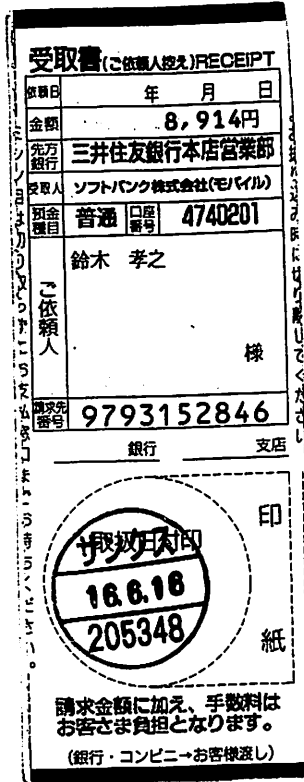 受取書(ご依頼人控え)RECEIPT
依頼日 年 月 日
金額 8,914円
先方銀行 三井住友銀行本店営業部
受取人 ソフトバンク株式会社(モバイル)
預金種目 普通 口座番号 4740201
ご依頼人 鈴木 孝之 様
請求先番号 9793152846
銀行 支店
取扱日付印
サンクス
16.6.16
205348
印
紙
請求金額に加え、手数料は
お客さま負担となります。
(銀行・コンビニ→お客様渡し)